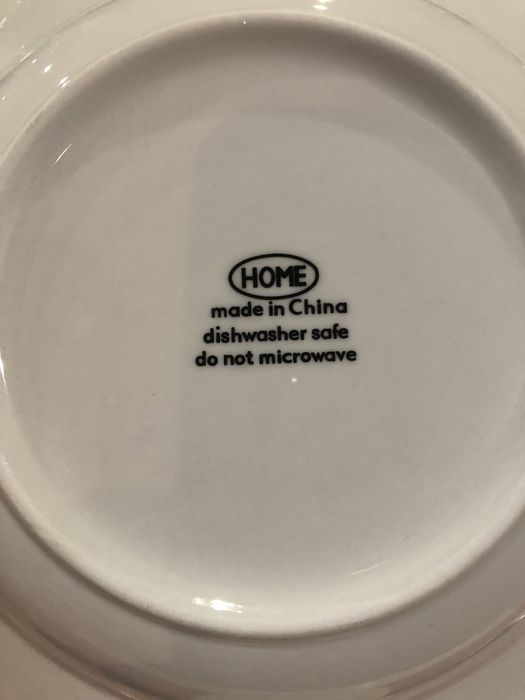 HOME
made in China
dishwasher safe
do not microwave